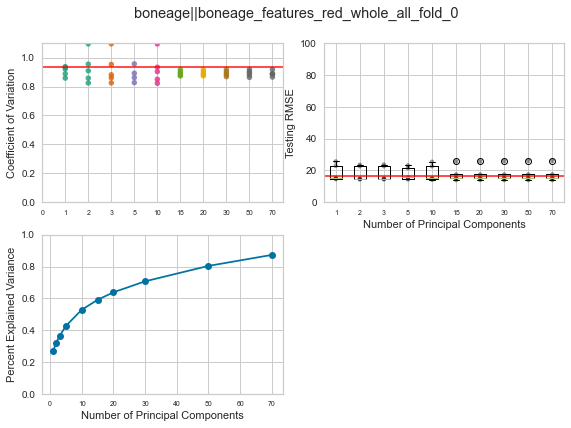 boneage||boneage_features_red_whole_all_fold_0
Coefficient of Variation
1.0
0.8
0.6
0.4
0.2
0.0
0 1 2 3 5 10 15 20 30 50 70
Testing RMSE
100
80
60
40
20
0
1 2 3 5 10 15 20 30 50 70
Number of Principal Components
Percent Explained Variance
1.0
0.8
0.6
0.4
0.2
0.0
0 10 20 30 40 50 60 70
Number of Principal Components